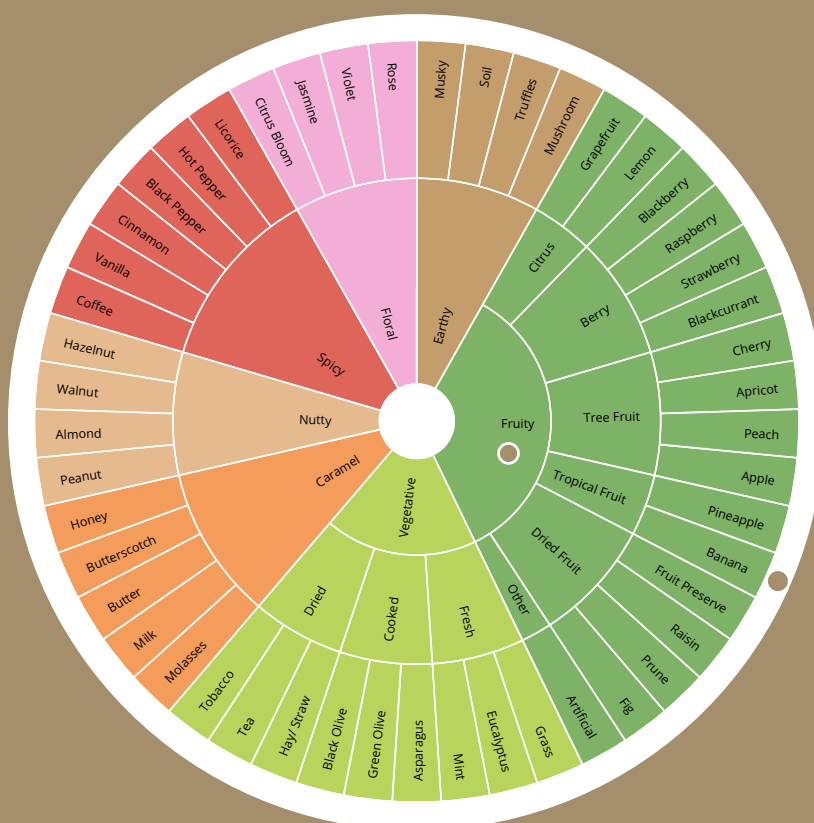 Earthy
Musky
Soil
Truffles
Mushroom
Fruity
Citrus
Grapefruit
Lemon
Berry
Blackberry
Raspberry
Strawberry
Blackcurrant
Tree Fruit
Cherry
Apricot
Peach
Apple
Tropical Fruit
Pineapple
Banana
Dried Fruit
Fruit Preserve
Raisin
Prune
Fig
Other
Artificial
Vegetative
Fresh
Grass
Eucalyptus
Mint
Cooked
Asparagus
Green Olive
Black Olive
Dried
Hay/ Straw
Tea
Tobacco
Caramel
Molasses
Milk
Butter
Butterscotch
Honey
Nutty
Peanut
Almond
Walnut
Hazelnut
Spicy
Coffee
Vanilla
Cinnamon
Black Pepper
Hot Pepper
Licorice
Floral
Citrus Bloom
Jasmine
Violet
Rose